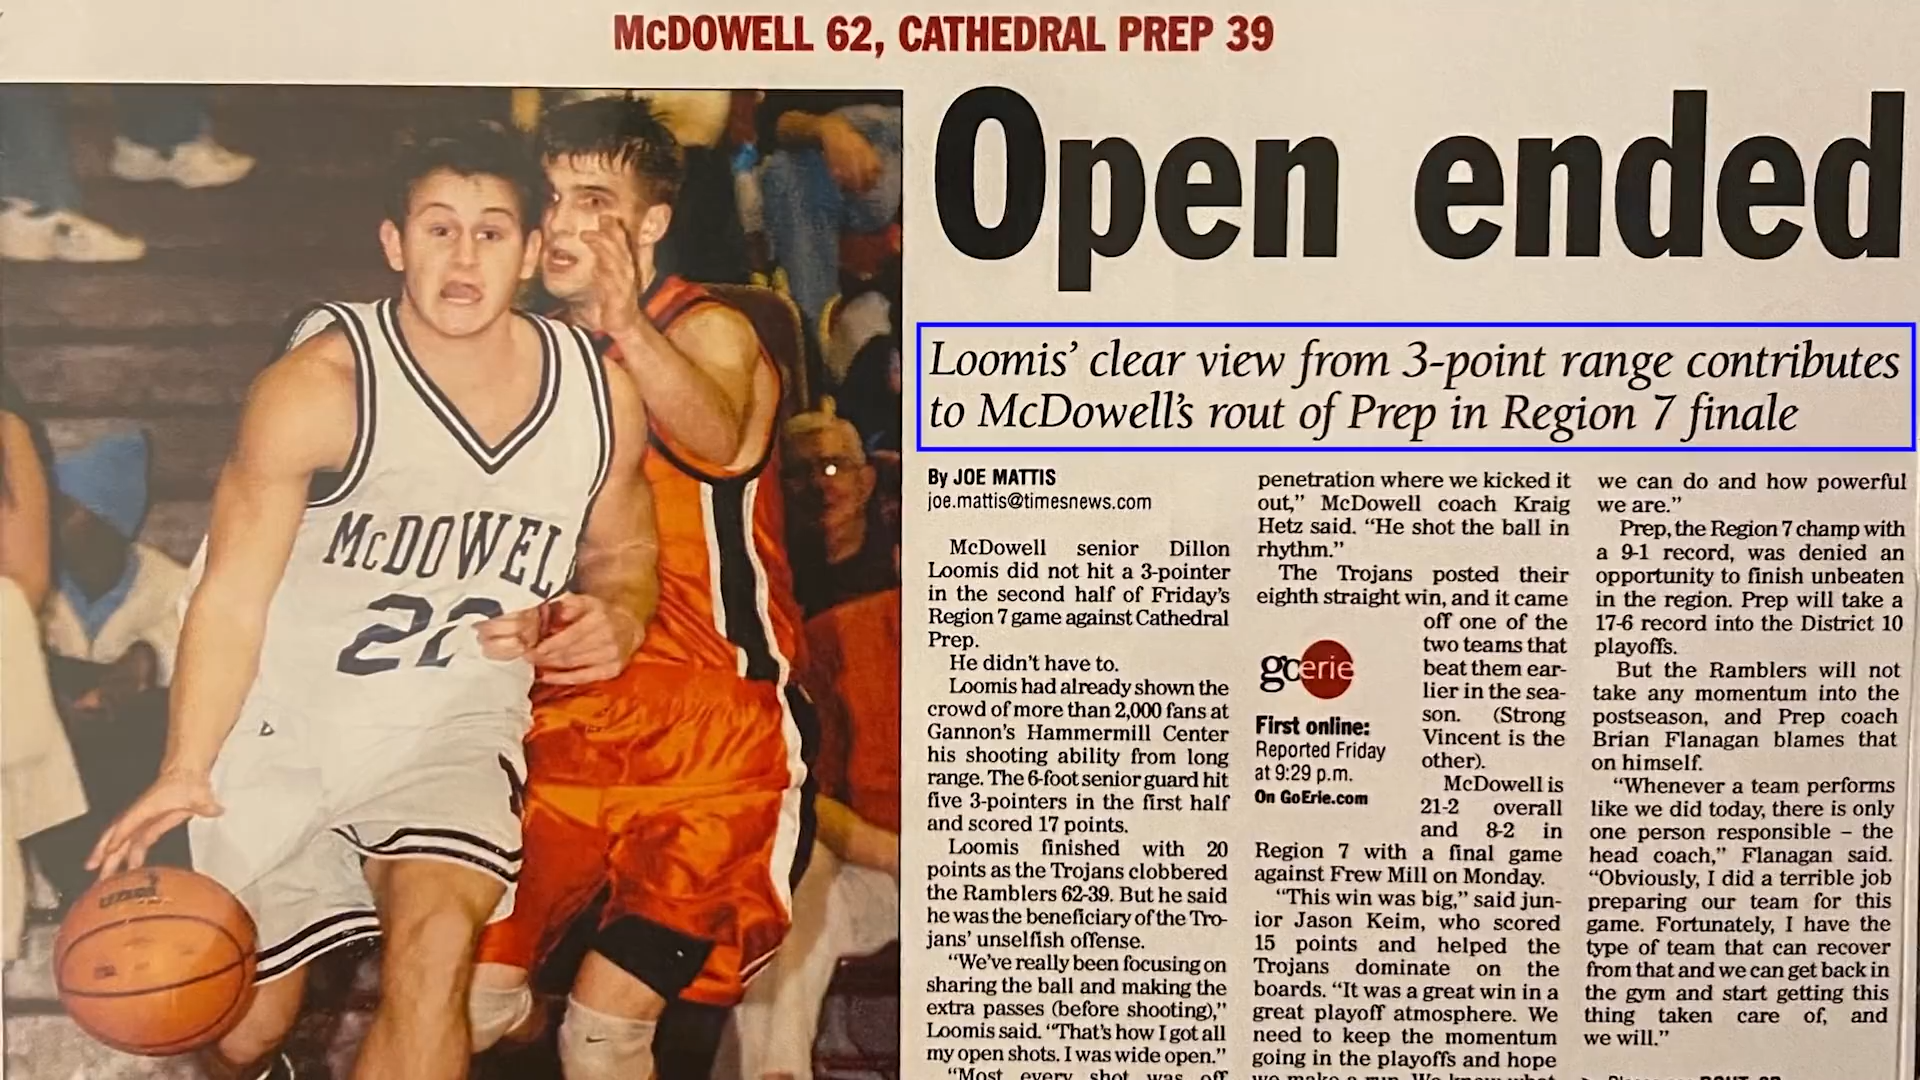 McDOWELL 62, CATHEDRAL PREP 39
Open ended
Loomis' clear view from 3-point range contributes
to McDowell's rout of Prep in Region 7 finale
By JOE MATTIS
joe.mattis@timesnews.com
McDowell senior Dillon
Loomis did not hit a 3-pointer
in the second half of Friday's
Region 7 game against Cathedral
Prep.
He didn't have to.
Loomis had already shown the
crowd of more than 2,000 fans at
Gannon's Hammermill Center
his shooting ability from long
range. The 6-foot senior guard hit
five 3-pointers in the first half
and scored 17 points.
Loomis finished with 20
points as the Trojans clobbered
the Ramblers 62-39. But he said
he was the beneficiary of the Tro-
jans' unselfish offense.
"We've really been focusing on
sharing the ball and making the
extra passes (before shooting),"
Loomis said. "That's how I got all
my open shots. I was wide open."
"Most every shot was off
penetration where we kicked it
out," McDowell coach Kraig
Hetz said. "He shot the ball in
rhythm."
The Trojans posted their
eighth straight win, and it came
off one of the
two teams that
beat them ear-
lier in the sea-
son. (Strong
Vincent is the
other).
McDowell is
21-2 overall
and 8-2 in
Region 7 with a final game
against Frew Mill on Monday.
"This win was big," said jun-
ior Jason Keim, who scored
15 points and helped the
Trojans dominate on the
boards. "It was a great win in a
great playoff atmosphere. We
need to keep the momentum
going in the playoffs and hope
we make a run. We know what
goerie
First online:
Reported Friday
at 9:29 p.m.
On GoErie.com
we can do and how powerful
we are."
Prep, the Region 7 champ with
a 9-1 record, was denied an
opportunity to finish unbeaten
in the region. Prep will take a
17-6 record into the District 10
playoffs.
But the Ramblers will not
take any momentum into the
postseason, and Prep coach
Brian Flanagan blames that
on himself.
"Whenever a team performs
like we did today, there is only
one person responsible – the
head coach," Flanagan said.
"Obviously, I did a terrible job
preparing our team for this
game. Fortunately, I have the
type of team that can recover
from that and we can get back in
the gym and start getting this
thing taken care of, and
we will."
McDOWEL
22